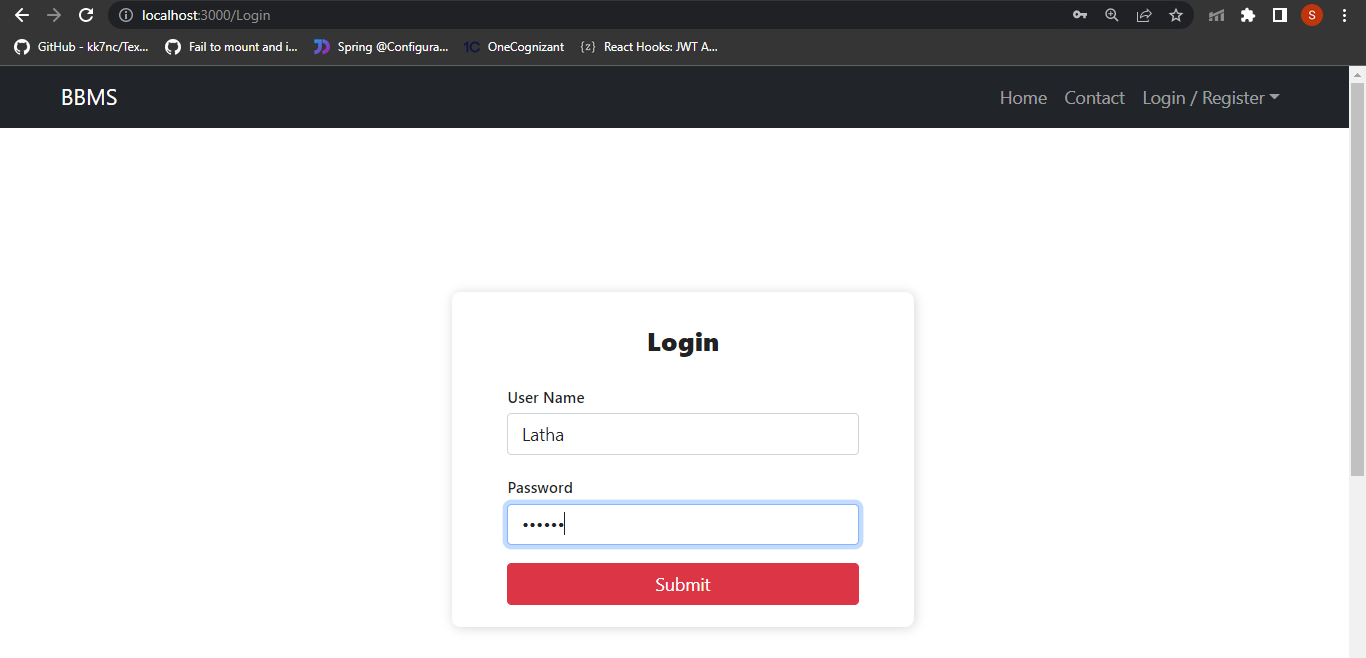 localhost:3000/Login
S
GitHub - kk7nc/Tex... Fail to mount and i... Spring @Configura... 1C OneCognizant {z} React Hooks: JWT A...
BBMS Home Contact Login / Register
Login
User Name
Latha
Password
••••••
Submit